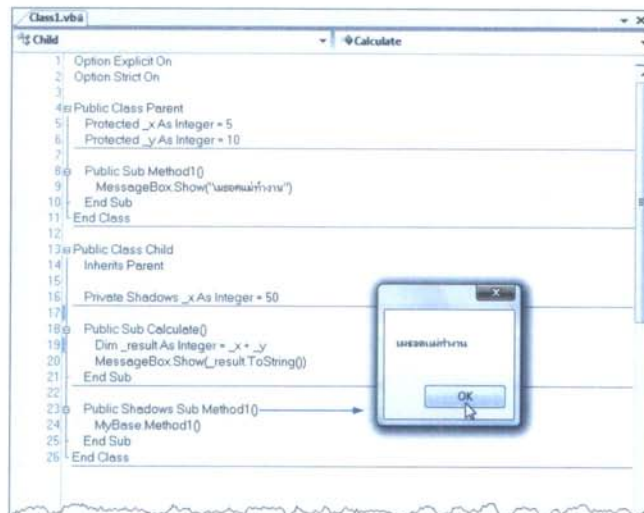 Class1.vb*
Child
Calculate
1 Option Explicit On
2 Option Strict On
3
4 Public Class Parent
5 Protected _x As Integer = 5
6 Protected _y As Integer = 10
7
8 Public Sub Method1()
9 MessageBox.Show("เมธอดแม่ทำงาน")
10 End Sub
11 End Class
12
13 Public Class Child
14 Inherits Parent
15
16 Private Shadows _x As Integer = 50
17
18 Public Sub Calculate()
19 Dim _result As Integer = _x + _y
20 MessageBox.Show(_result.ToString())
21 End Sub
22
23 Public Shadows Sub Method1()
24 MyBase.Method1()
25 End Sub
26 End Class
เมธอดแม่ทำงาน
OK